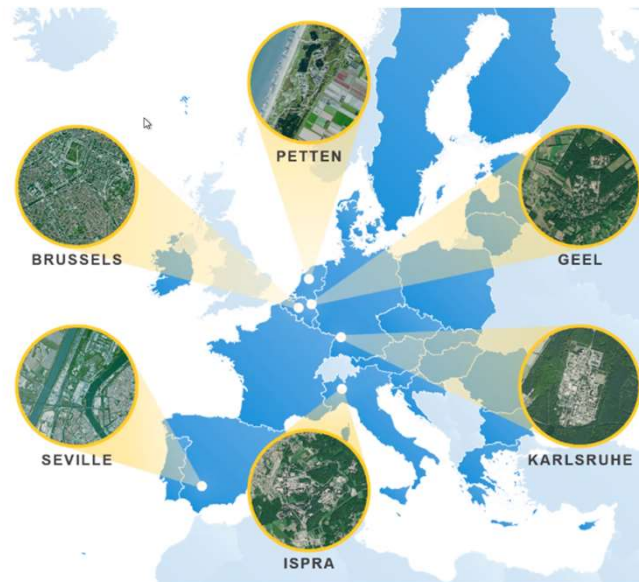 PETTEN
BRUSSELS
GEEL
SEVILLE
KARLSRUHE
ISPRA